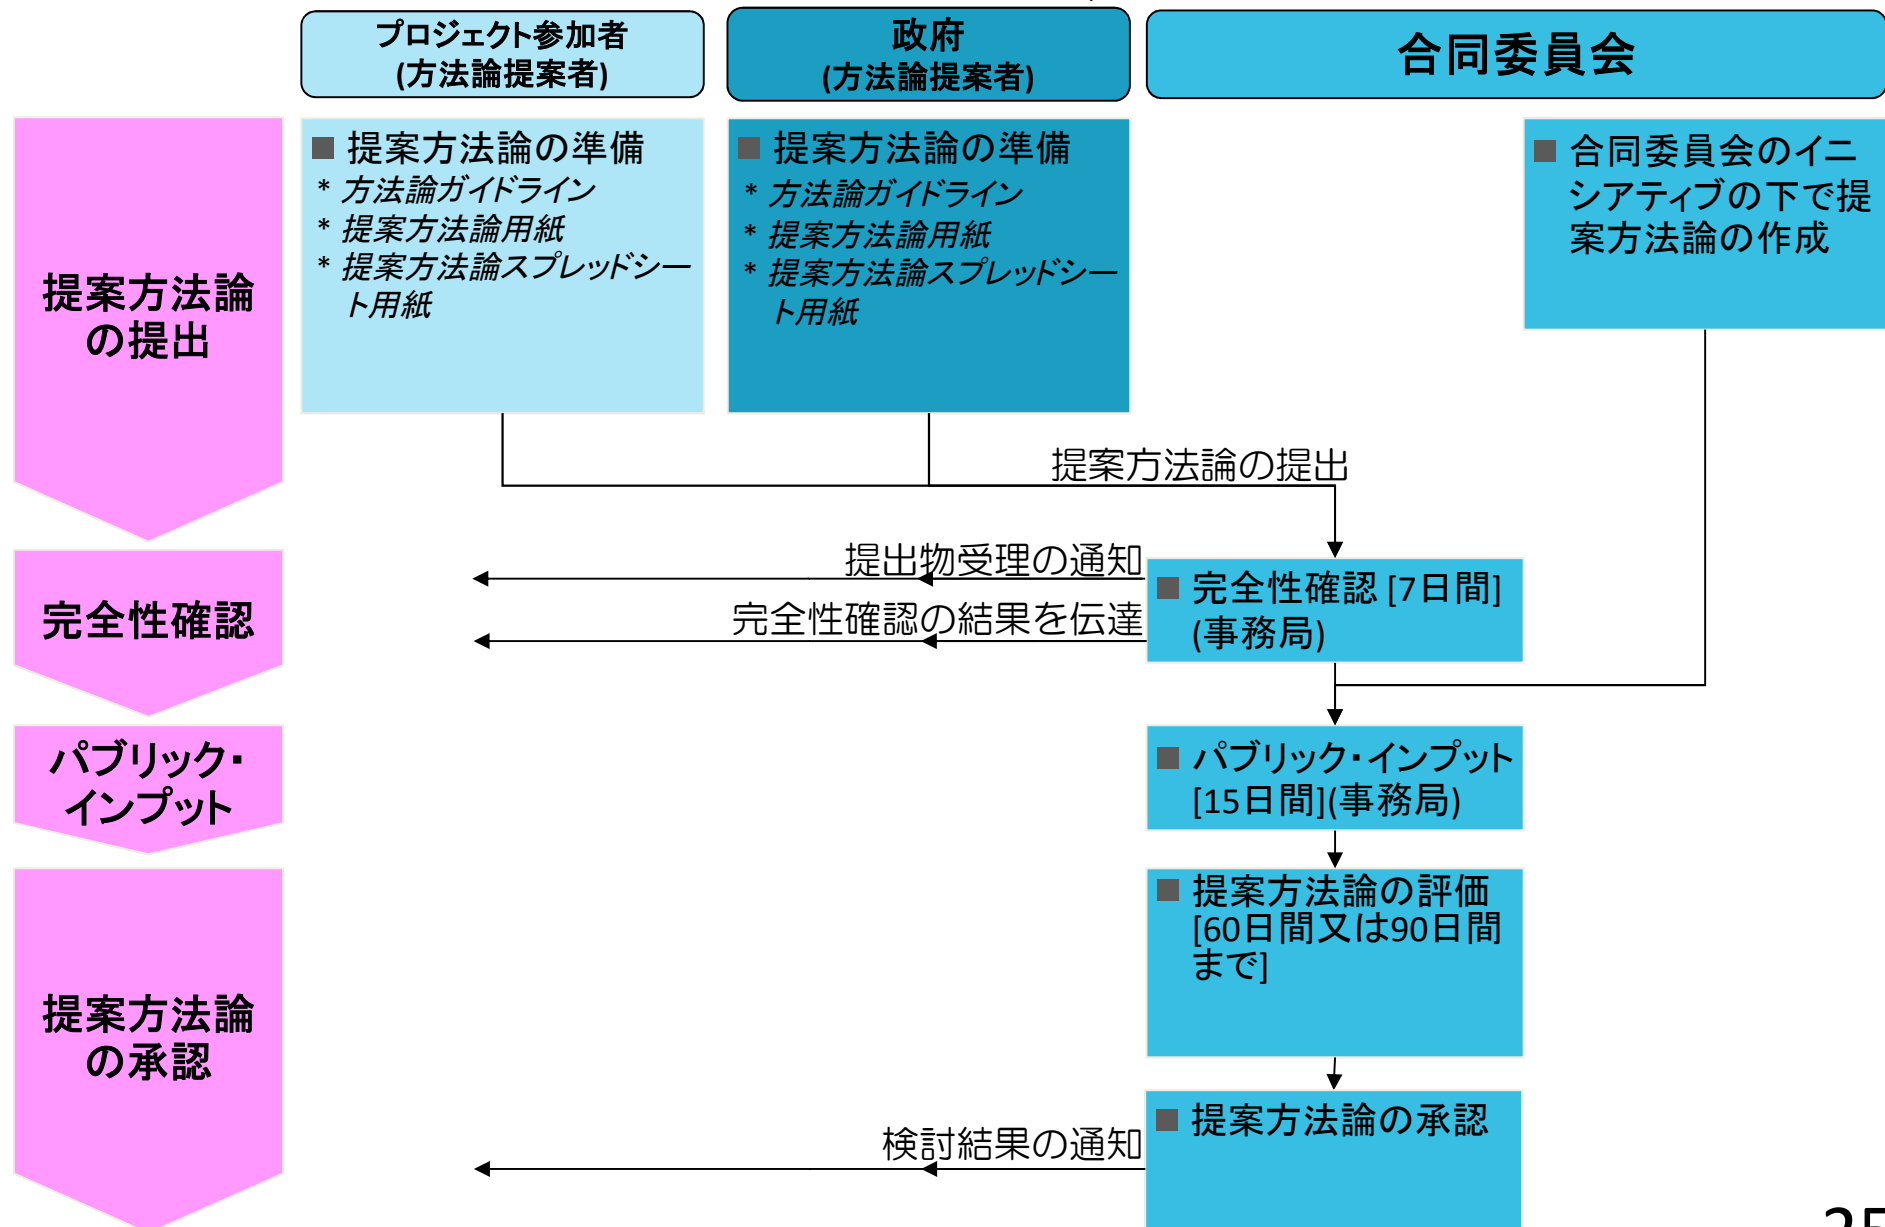 プロジェクト参加者
(方法論提案者)
政府
(方法論提案者)
合同委員会
提案方法論
の提出
■ 提案方法論の準備
* 方法論ガイドライン
* 提案方法論用紙
* 提案方法論スプレッドシー
ト用紙
■ 提案方法論の準備
* 方法論ガイドライン
* 提案方法論用紙
* 提案方法論スプレッドシー
ト用紙
■ 合同委員会のイニ
シアティブの下で提
案方法論の作成
提案方法論の提出
完全性確認
提出物受理の通知
完全性確認の結果を伝達
■ 完全性確認 [7日間]
(事務局)
パブリック・
インプット
■ パブリック・インプット
[15日間](事務局)
提案方法論
の承認
■ 提案方法論の評価
[60日間又は90日間
まで]
検討結果の通知
■ 提案方法論の承認